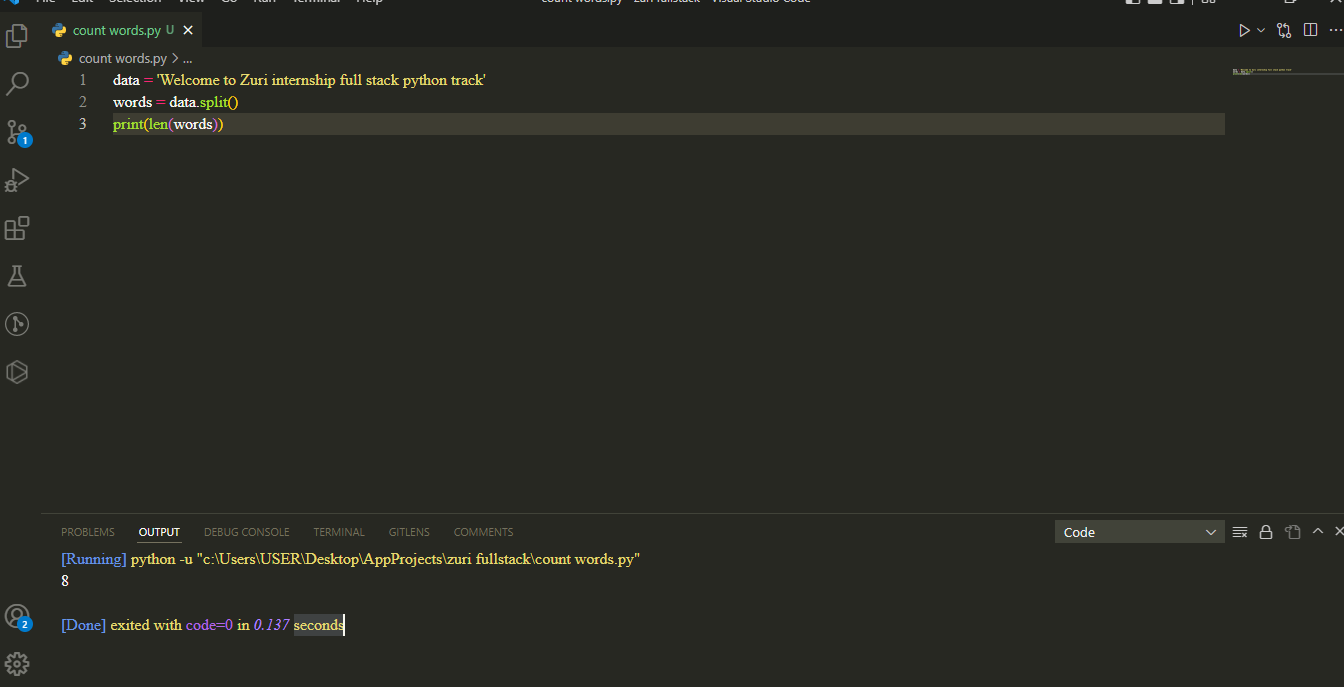 File Edit Selection View Go Run Terminal Help count words.py - zuri fullstack - Visual Studio Code
count words.py U
count words.py > ...
1 data = 'Welcome to Zuri internship full stack python track'
2 words = data.split()
3 print(len(words))
1
PROBLEMS OUTPUT DEBUG CONSOLE TERMINAL GITLENS COMMENTS Code
[Running] python -u "c:\Users\USER\Desktop\AppProjects\zuri fullstack\count words.py"
8
[Done] exited with code=0 in 0.137 seconds
2